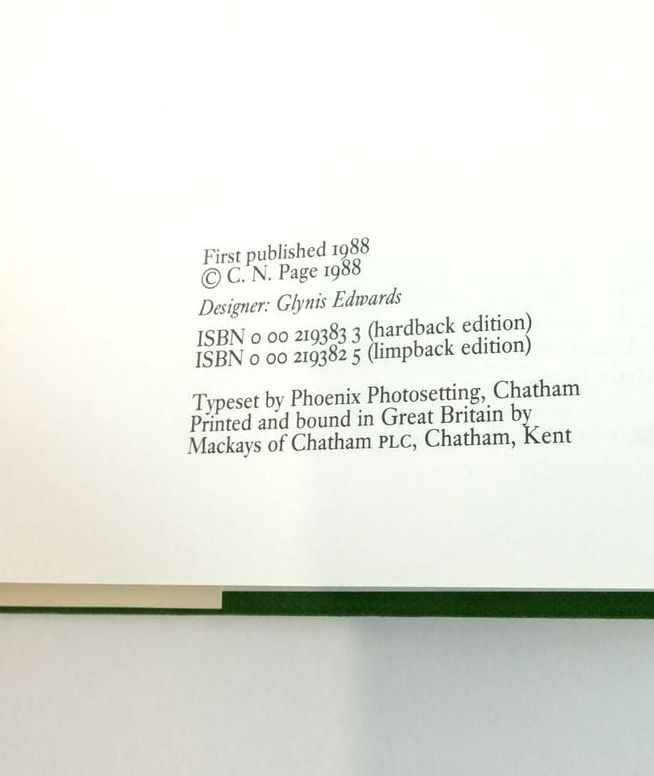 First published 1988
© C. N. Page 1988
Designer: Glynis Edwards
ISBN 0 00 219383 3 (hardback edition)
ISBN 0 00 219382 5 (limpback edition)
Typeset by Phoenix Photosetting, Chatham
Printed and bound in Great Britain by
Mackays of Chatham PLC, Chatham, Kent